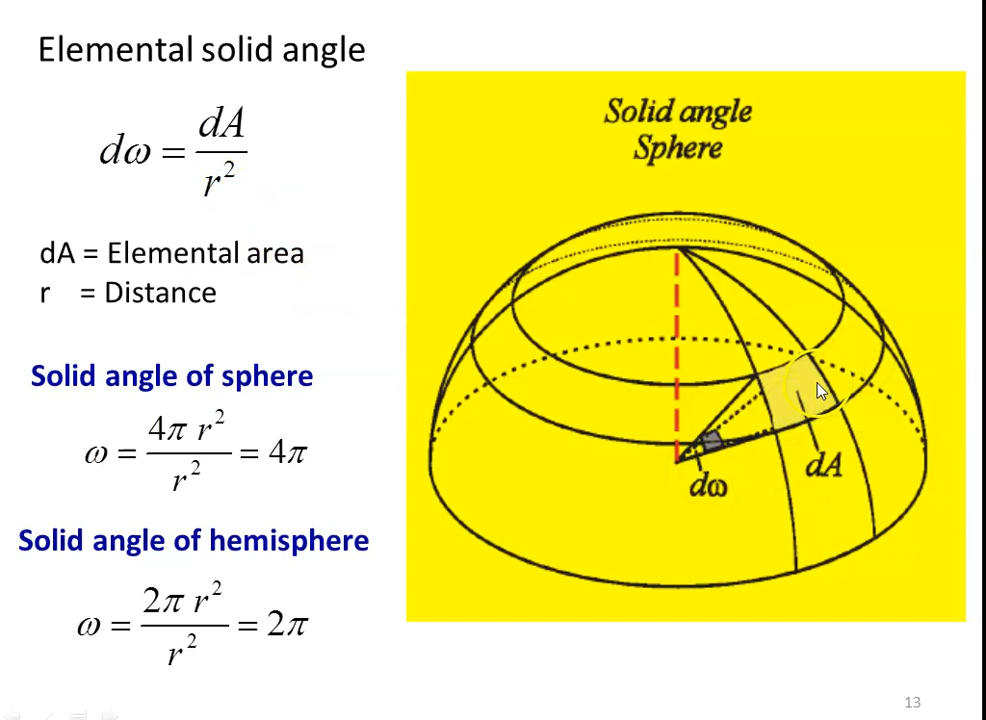 Elemental solid angle
dω = dA / r²
dA = Elemental area
r = Distance
Solid angle of sphere
ω = 4π r² / r² = 4π
Solid angle of hemisphere
ω = 2π r² / r² = 2π
Solid angle
Sphere
dω
dA
13